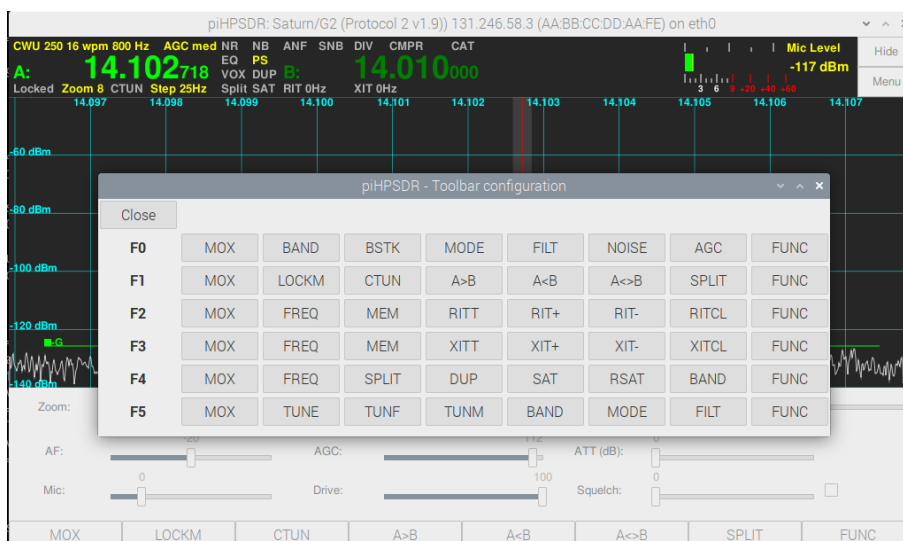 piHPSDR: Saturn/G2 (Protocol 2 v1.9)) 131.246.58.3 (AA:BB:CC:DD:AA:FE) on eth0
CWU 250 16 wpm 800 Hz AGC med NR NB ANF SNB DIV CMPR CAT
EQ PS
A: 14.102718 VOX DUP B: 14.010000
Locked Zoom 8 CTUN Step 25Hz Split SAT RIT 0Hz XIT 0Hz
Mic Level
-117 dBm
3 6 9 +20 +40 +60
Hide
Menu
14.097 14.098 14.099 14.100 14.101 14.102 14.103 14.104 14.105 14.106 14.107
-60 dBm
-80 dBm
-100 dBm
-120 dBm
-G
-140 dBm
piHPSDR - Toolbar configuration
Close
F0 MOX BAND BSTK MODE FILT NOISE AGC FUNC
F1 MOX LOCKM CTUN A>B A<B A<>B SPLIT FUNC
F2 MOX FREQ MEM RITT RIT+ RIT- RITCL FUNC
F3 MOX FREQ MEM XITT XIT+ XIT- XITCL FUNC
F4 MOX FREQ SPLIT DUP SAT RSAT BAND FUNC
F5 MOX TUNE TUNF TUNM BAND MODE FILT FUNC
Zoom:
-20 112 0
AF: AGC: ATT (dB):
0 100 0
Mic: Drive: Squelch:
MOX LOCKM CTUN A>B A<B A<>B SPLIT FUNC